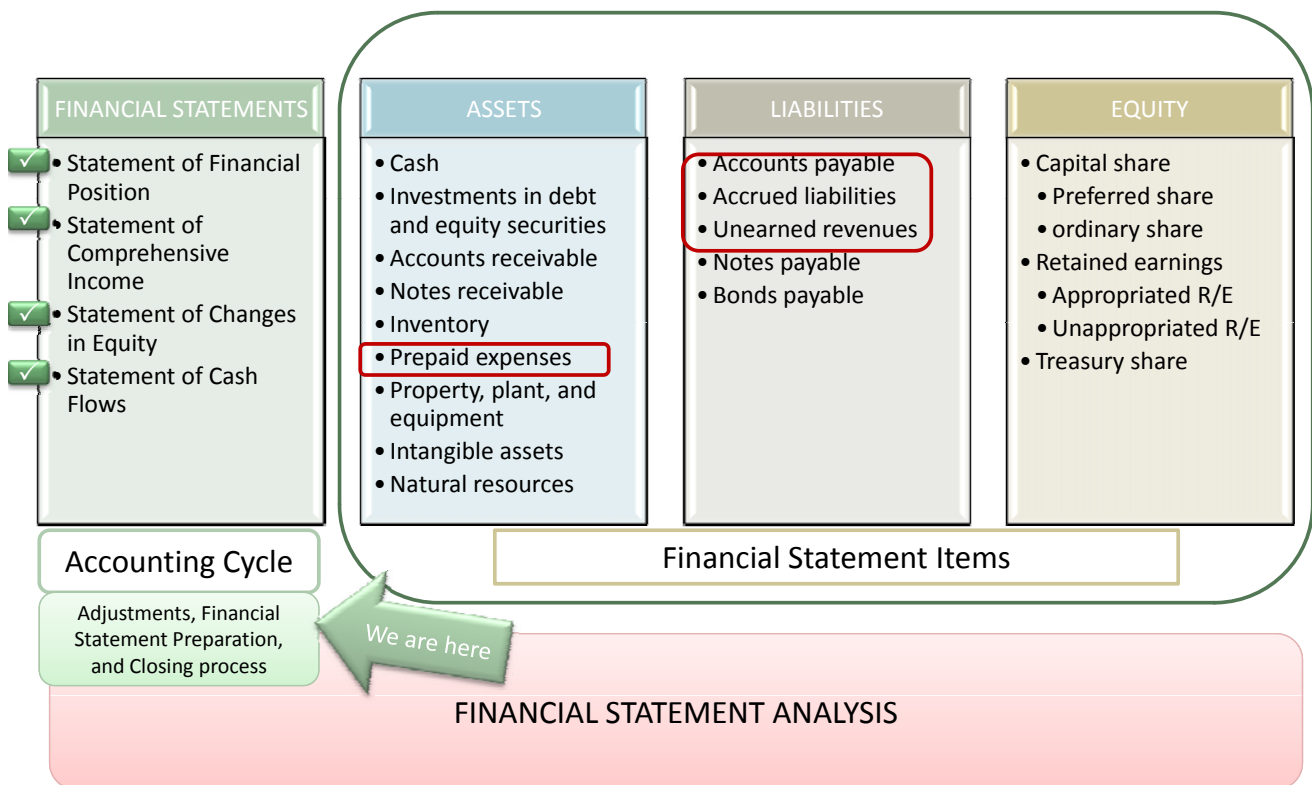 FINANCIAL STATEMENTS
• Statement of Financial
Position
• Statement of
Comprehensive
Income
• Statement of Changes
in Equity
• Statement of Cash
Flows
ASSETS
• Cash
• Investments in debt
and equity securities
• Accounts receivable
• Notes receivable
• Inventory
• Prepaid expenses
• Property, plant, and
equipment
• Intangible assets
• Natural resources
LIABILITIES
• Accounts payable
• Accrued liabilities
• Unearned revenues
• Notes payable
• Bonds payable
EQUITY
• Capital share
• Preferred share
• ordinary share
• Retained earnings
• Appropriated R/E
• Unappropriated R/E
• Treasury share
Accounting Cycle
Financial Statement Items
Adjustments, Financial
Statement Preparation,
and Closing process
We are here
FINANCIAL STATEMENT ANALYSIS